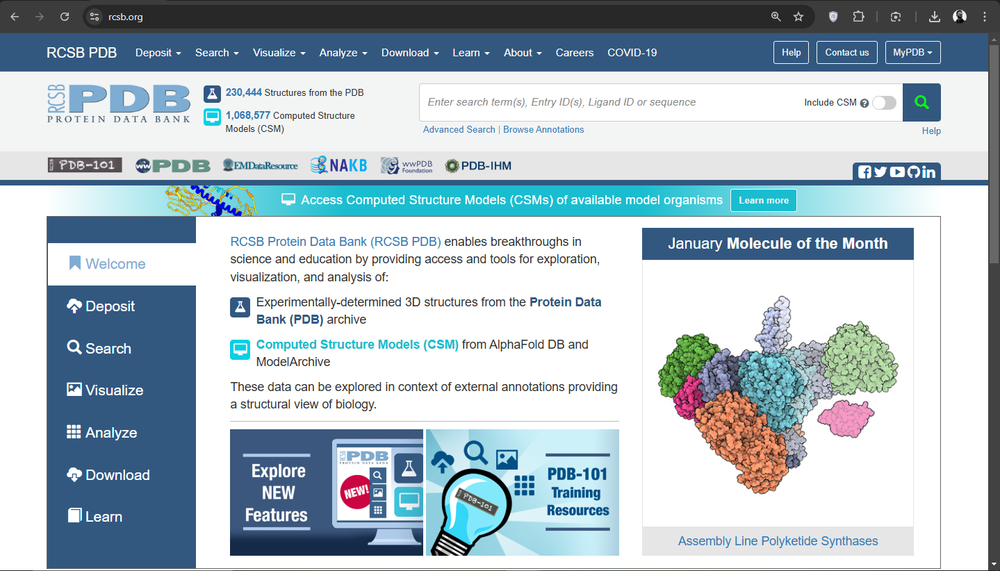 rcsb.org
RCSB PDB Deposit Search Visualize Analyze Download Learn About Careers COVID-19 Help Contact us MyPDB
RCSB PDB
PROTEIN DATA BANK
230,444 Structures from the PDB
1,068,577 Computed Structure
Models (CSM)
Enter search term(s), Entry ID(s), Ligand ID or sequence Include CSM
Advanced Search | Browse Annotations Help
RCSB PDB-101 wwPDB EMDataResource NAKB wwPDB Foundation PDB-IHM
Access Computed Structure Models (CSMs) of available model organisms Learn more
Welcome
Deposit
Search
Visualize
Analyze
Download
Learn
RCSB Protein Data Bank (RCSB PDB) enables breakthroughs in
science and education by providing access and tools for exploration,
visualization, and analysis of:
Experimentally-determined 3D structures from the Protein Data
Bank (PDB) archive
Computed Structure Models (CSM) from AlphaFold DB and
ModelArchive
These data can be explored in context of external annotations providing
a structural view of biology.
Explore
NEW
Features
RCSB PDB
PROTEIN DATA BANK
NEW!
PDB-101
PDB-101
Training
Resources
January Molecule of the Month
Assembly Line Polyketide Synthases